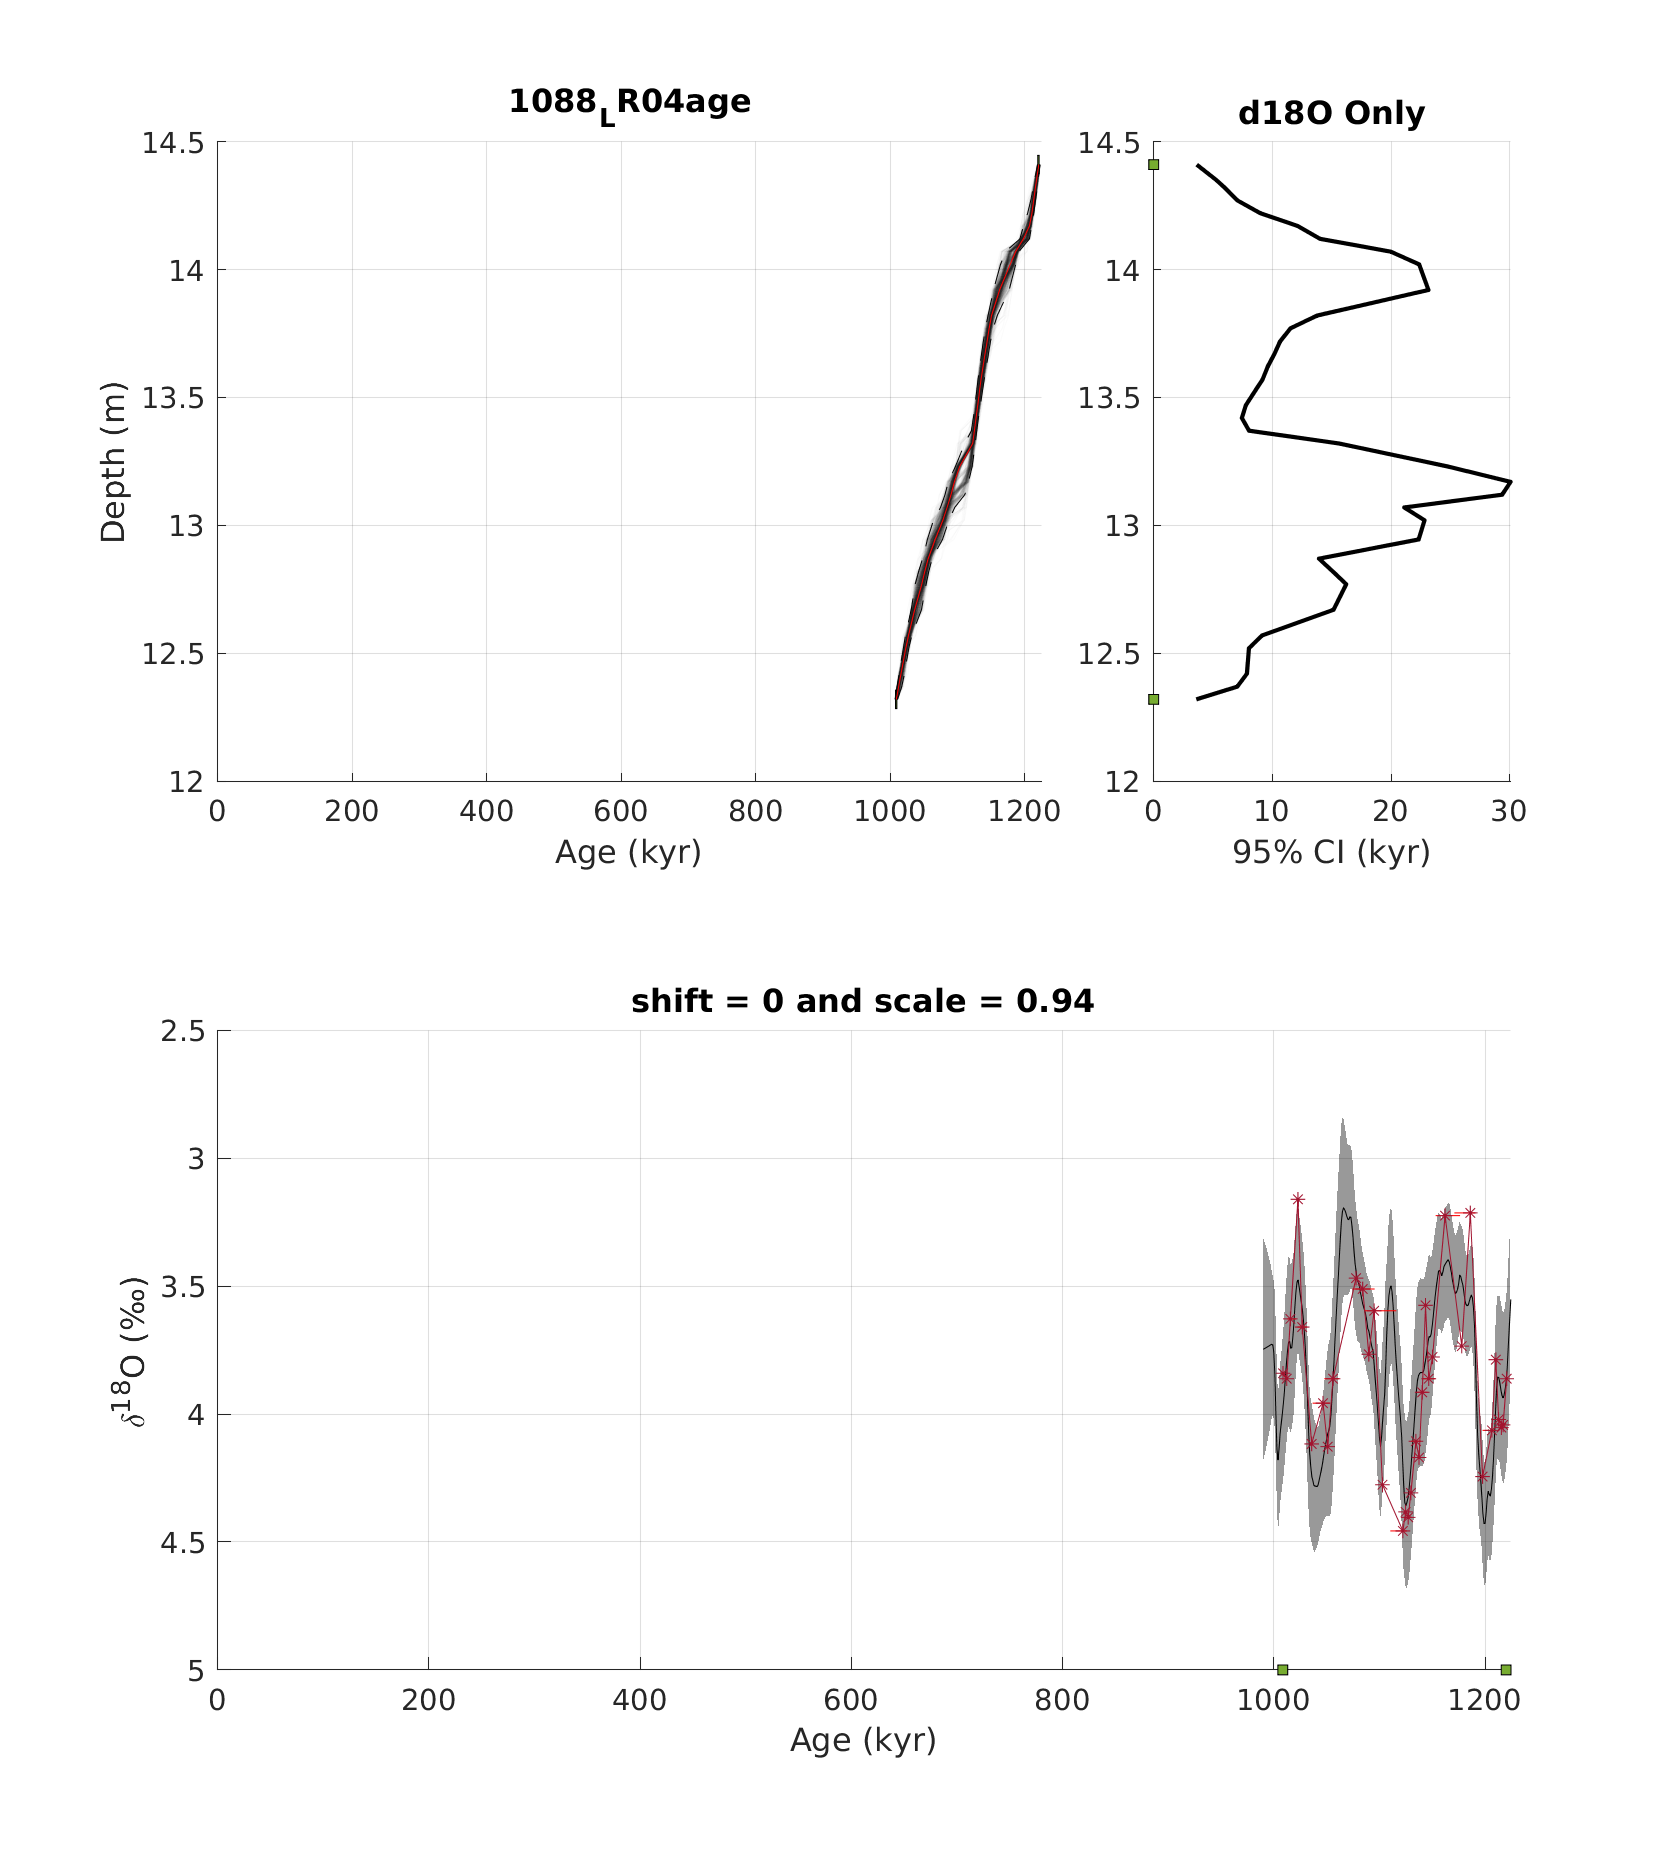 1088_LR04age
14.5
14
13.5
13
12.5
12
Depth (m)
0 200 400 600 800 1000 1200
Age (kyr)
d18O Only
14.5
14
13.5
13
12.5
12
0 10 20 30
95% CI (kyr)
shift = 0 and scale = 0.94
2.5
3
3.5
4
4.5
5
δ18O (‰)
0 200 400 600 800 1000 1200
Age (kyr)